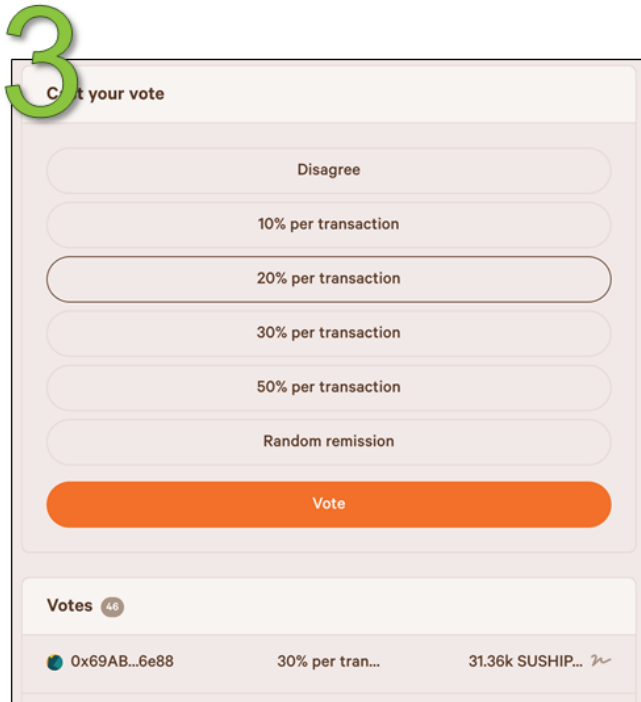 3
Cast your vote
Disagree
10% per transaction
20% per transaction
30% per transaction
50% per transaction
Random remission
Vote
Votes 46
0x69AB...6e88 30% per tran... 31.36k SUSHIP...